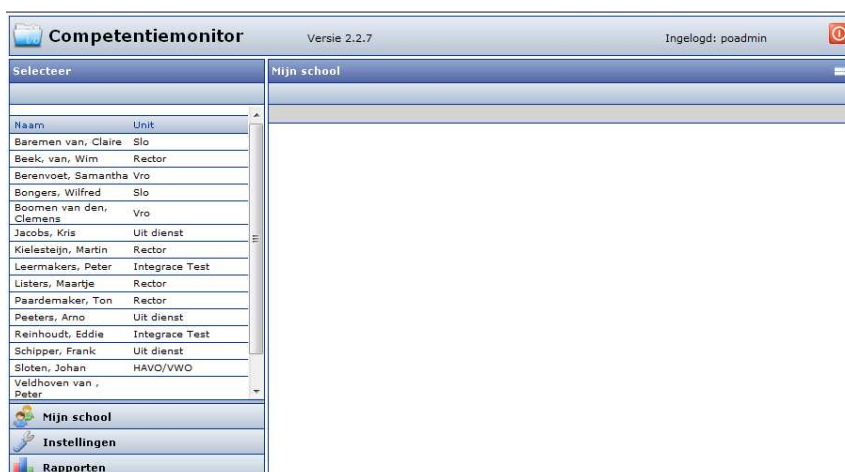 Competentiemonitor Versie 2.2.7 Ingelogd: poadmin
Selecteer Mijn school
Naam Unit
Baremen van, Claire Slo
Beek, van, Wim Rector
Berenvoet, Samantha Vro
Bongers, Wilfred Slo
Boomen van den,
Clemens Vro
Jacobs, Kris Uit dienst
Kielesteijn, Martin Rector
Leermakers, Peter Integrace Test
Listers, Maartje Rector
Paardemaker, Ton Rector
Peeters, Arno Uit dienst
Reinhoudt, Eddie Integrace Test
Schipper, Frank Uit dienst
Sloten, Johan HAVO/VWO
Veldhoven van ,
Peter
Mijn school
Instellingen
Rapporten